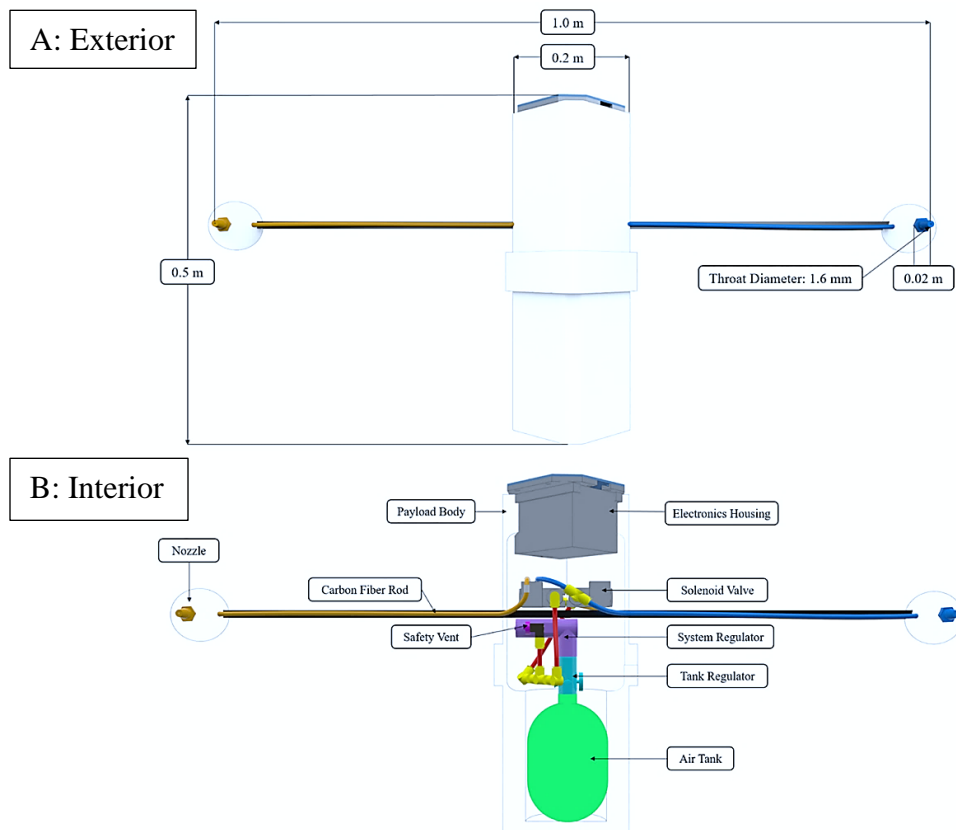 A: Exterior
1.0 m
0.2 m
0.5 m
Throat Diameter: 1.6 mm
0.02 m
B: Interior
Payload Body
Electronics Housing
Nozzle
Carbon Fiber Rod
Solenoid Valve
Safety Vent
System Regulator
Tank Regulator
Air Tank